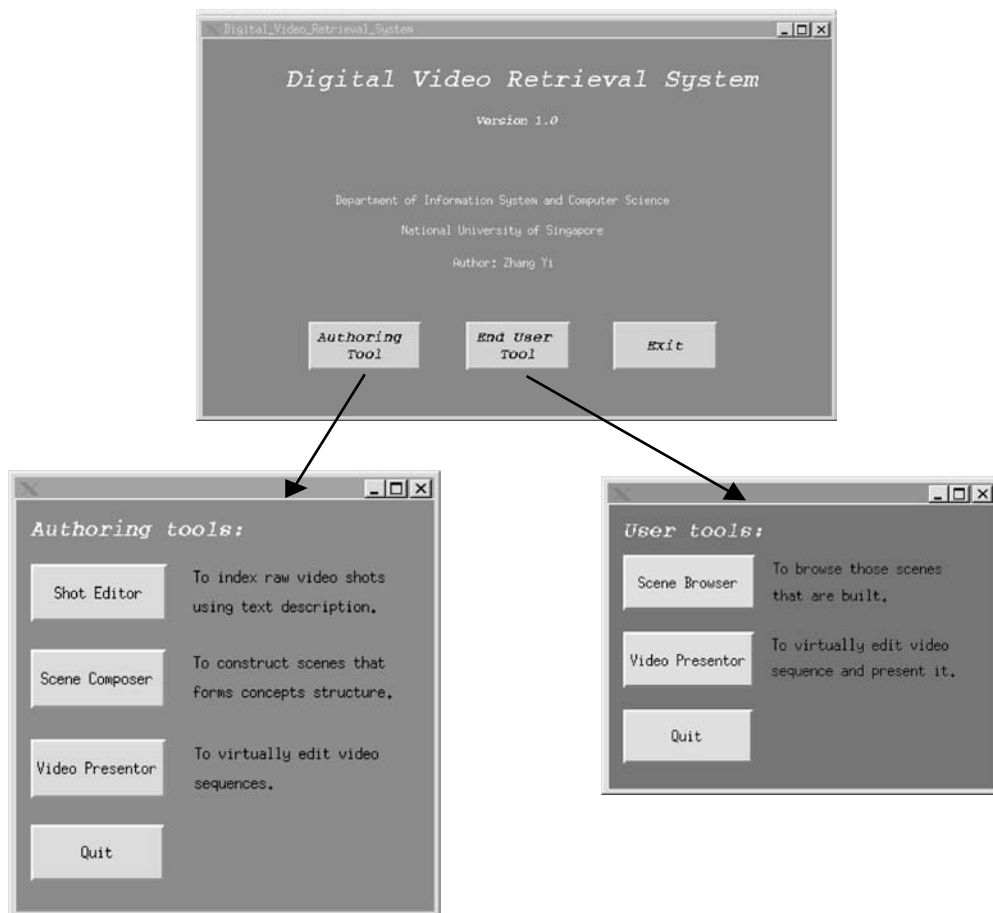 Digital_Video_Retrieval_System
Digital Video Retrieval System
Version 1.0
Department of Information System and Computer Science
National University of Singapore
Author: Zhang Yi
Authoring
Tool
End User
Tool
Exit
Authoring tools:
Shot Editor
To index raw video shots
using text description.
Scene Composer
To construct scenes that
forms concepts structure.
Video Presentor
To virtually edit video
sequences.
Quit
User tools:
Scene Browser
To browse those scenes
that are built.
Video Presentor
To virtually edit video
sequence and present it.
Quit